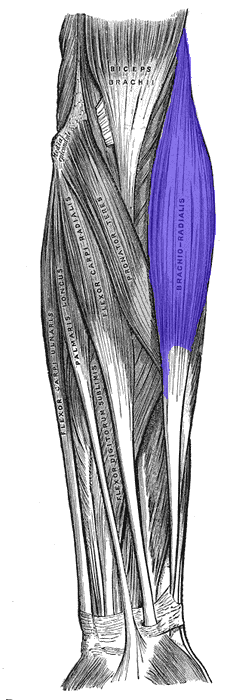 BICEPS
BRACHII
BRACHIO-RADIALIS
PRONATOR TERES
FLEXOR CARPI RADIALIS
PALMARIS LONGUS
FLEXOR CARPI ULNARIS
FLEXOR DIGITORUM SUBLIMIS